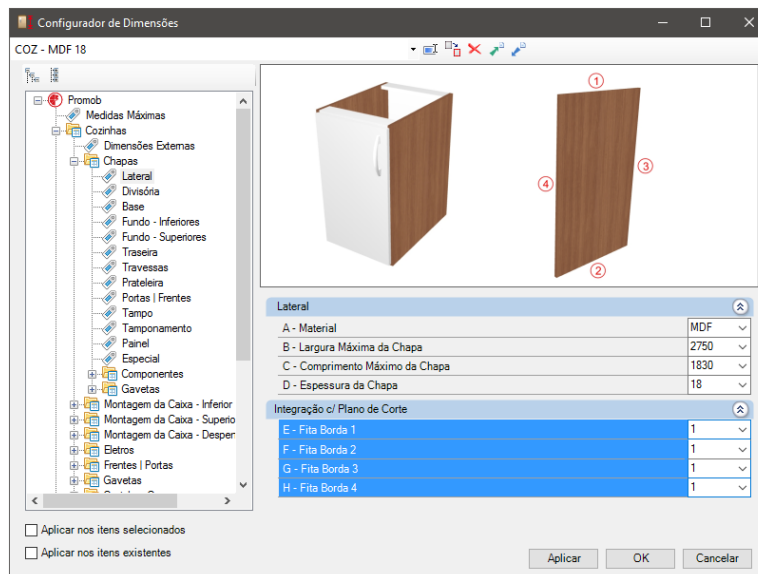 Configurador de Dimensões
COZ - MDF 18
Promob
Medidas Máximas
Cozinhas
Dimensões Externas
Chapas
Lateral
Divisória
Base
Fundo - Inferiores
Fundo - Superiores
Traseira
Travessas
Prateleira
Portas | Frentes
Tampo
Tamponamento
Painel
Especial
Componentes
Gavetas
Montagem da Caixa - Inferior
Montagem da Caixa - Superio
Montagem da Caixa - Despen
Eletros
Frentes | Portas
Gavetas
1
3
4
2
Lateral
A - Material MDF
B - Largura Máxima da Chapa 2750
C - Comprimento Máximo da Chapa 1830
D - Espessura da Chapa 18
Integração c/ Plano de Corte
E - Fita Borda 1 1
F - Fita Borda 2 1
G - Fita Borda 3 1
H - Fita Borda 4 1
Aplicar nos itens selecionados
Aplicar nos itens existentes
Aplicar OK Cancelar